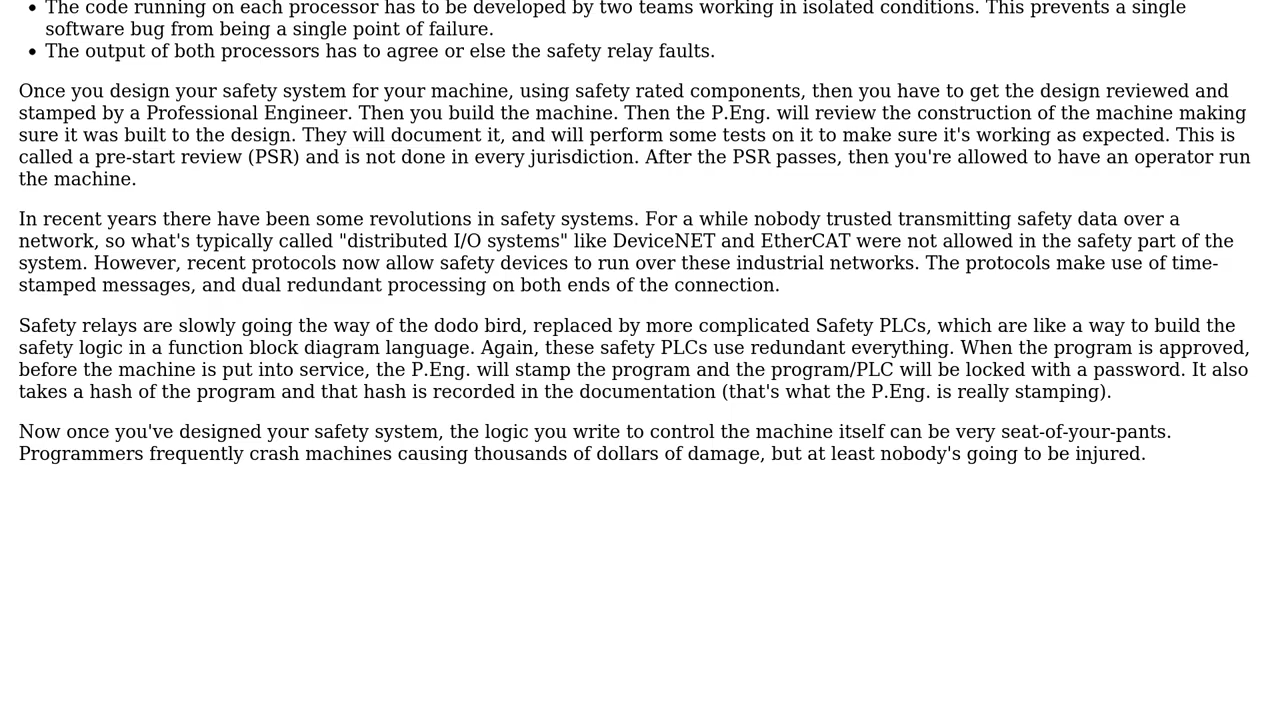 • The code running on each processor has to be developed by two teams working in isolated conditions. This prevents a single
software bug from being a single point of failure.
• The output of both processors has to agree or else the safety relay faults.
Once you design your safety system for your machine, using safety rated components, then you have to get the design reviewed and
stamped by a Professional Engineer. Then you build the machine. Then the P.Eng. will review the construction of the machine making
sure it was built to the design. They will document it, and will perform some tests on it to make sure it's working as expected. This is
called a pre-start review (PSR) and is not done in every jurisdiction. After the PSR passes, then you're allowed to have an operator run
the machine.
In recent years there have been some revolutions in safety systems. For a while nobody trusted transmitting safety data over a
network, so what's typically called "distributed I/O systems" like DeviceNET and EtherCAT were not allowed in the safety part of the
system. However, recent protocols now allow safety devices to run over these industrial networks. The protocols make use of time-
stamped messages, and dual redundant processing on both ends of the connection.
Safety relays are slowly going the way of the dodo bird, replaced by more complicated Safety PLCs, which are like a way to build the
safety logic in a function block diagram language. Again, these safety PLCs use redundant everything. When the program is approved,
before the machine is put into service, the P.Eng. will stamp the program and the program/PLC will be locked with a password. It also
takes a hash of the program and that hash is recorded in the documentation (that's what the P.Eng. is really stamping).
Now once you've designed your safety system, the logic you write to control the machine itself can be very seat-of-your-pants.
Programmers frequently crash machines causing thousands of dollars of damage, but at least nobody's going to be injured.